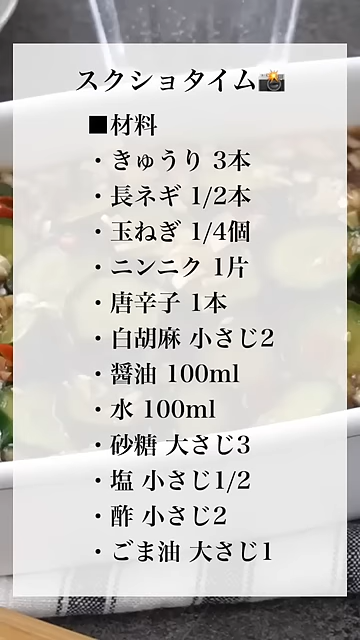 スクショタイム📸
■材料
・きゅうり 3本
・長ネギ 1/2本
・玉ねぎ 1/4個
・ニンニク 1片
・唐辛子 1本
・白胡麻 小さじ2
・醤油 100ml
・水 100ml
・砂糖 大さじ3
・塩 小さじ1/2
・酢 小さじ2
・ごま油 大さじ1